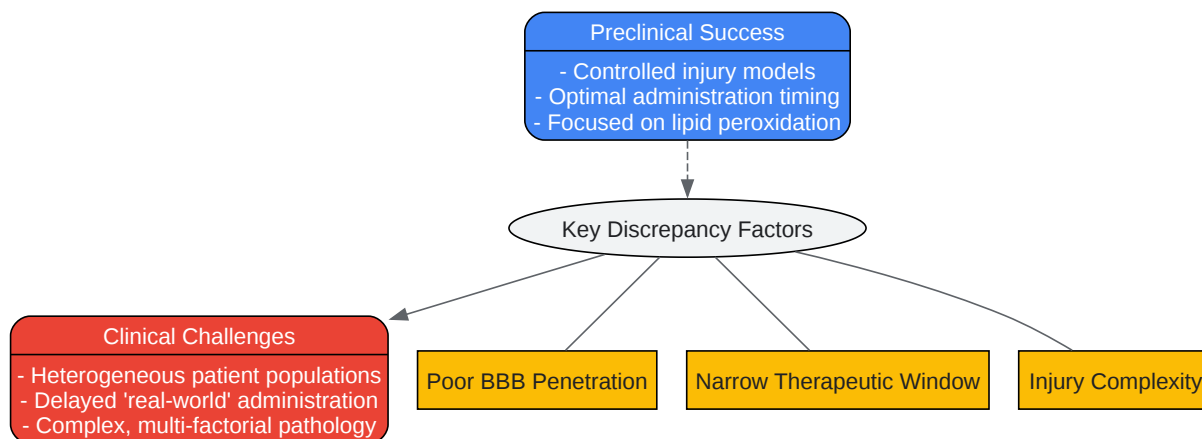 Preclinical Success
- Controlled injury models
- Optimal administration timing
- Focused on lipid peroxidation
Key Discrepancy Factors
Clinical Challenges
- Heterogeneous patient populations
- Delayed 'real-world' administration
- Complex, multi-factorial pathology
Poor BBB Penetration
Narrow Therapeutic Window
Injury Complexity